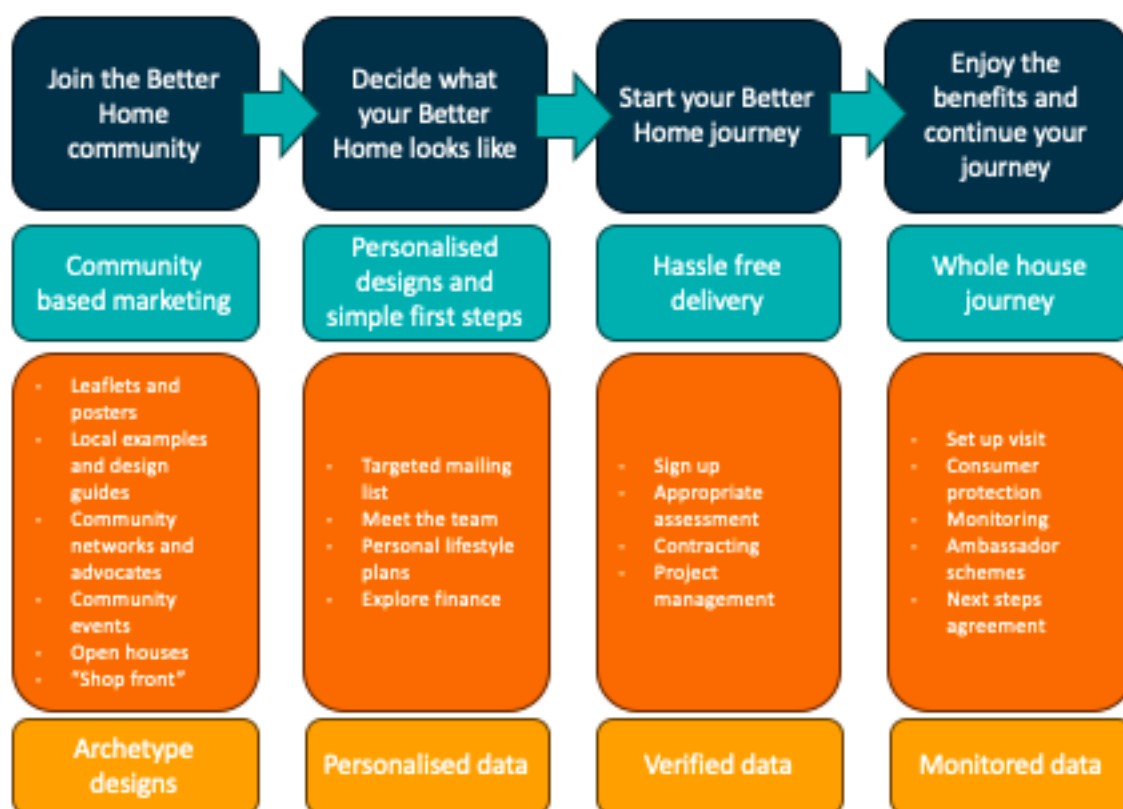 Join the Better
Home
community
Decide what
your Better
Home looks like
Start your Better
Home journey
Enjoy the
benefits and
continue your
journey
Community
based marketing
Personalised
designs and
simple first steps
Hassle free
delivery
Whole house
journey
- Leaflets and
posters
- Local examples
and design
guides
- Community
networks and
advocates
- Community
events
- Open houses
- “Shop front”
- Targeted mailing
list
- Meet the team
- Personal lifestyle
plans
- Explore finance
- Sign up
- Appropriate
assessment
- Contracting
- Project
management
- Set up visit
- Consumer
protection
- Monitoring
- Ambassador
schemes
- Next steps
agreement
Archetype
designs
Personalised data
Verified data
Monitored data